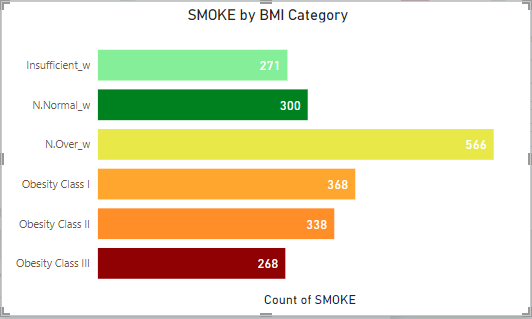 SMOKE by BMI Category
Insufficient_w 271
N.Normal_w 300
N.Over_w 566
Obesity Class I 368
Obesity Class II 338
Obesity Class III 268
Count of SMOKE